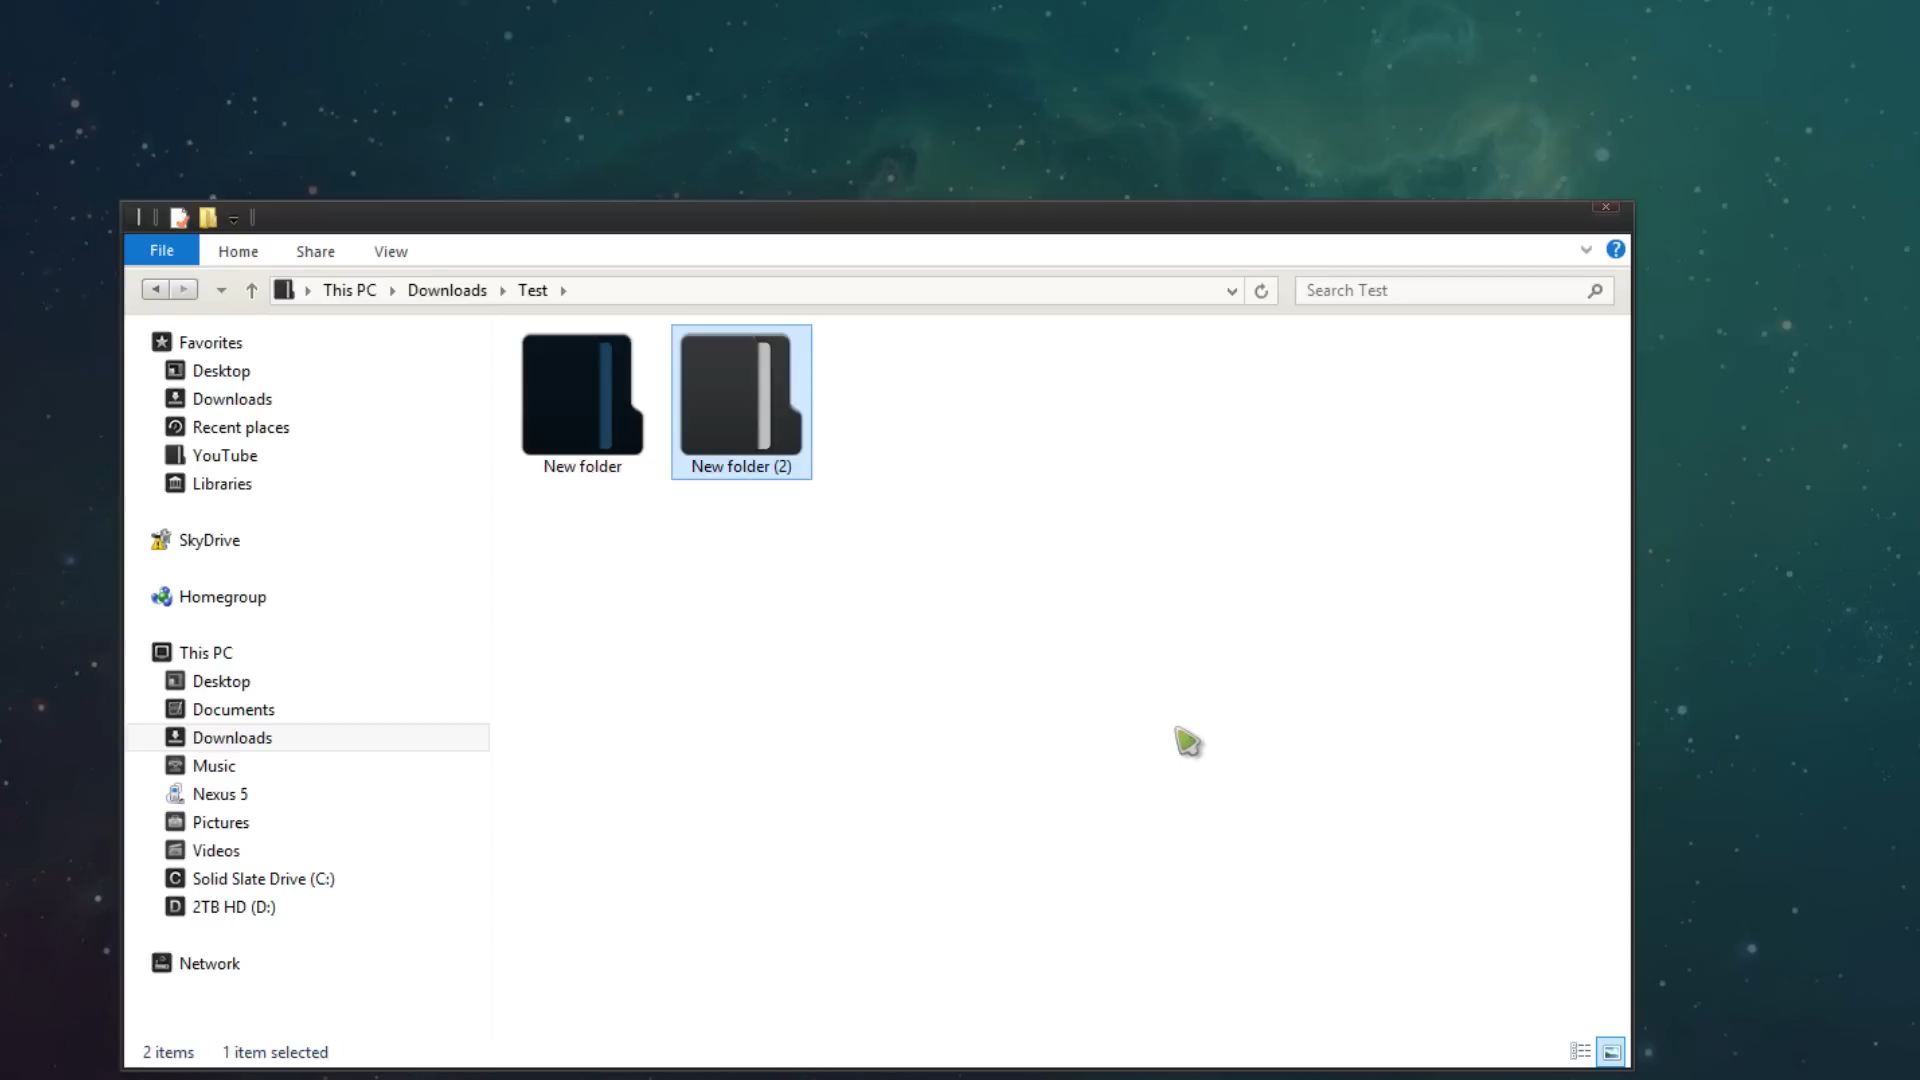 File Home Share View
This PC Downloads Test Search Test
Favorites
Desktop
Downloads
Recent places
YouTube
Libraries
SkyDrive
Homegroup
This PC
Desktop
Documents
Downloads
Music
Nexus 5
Pictures
Videos
Solid Slate Drive (C:)
2TB HD (D:)
Network
New folder New folder (2)
2 items 1 item selected